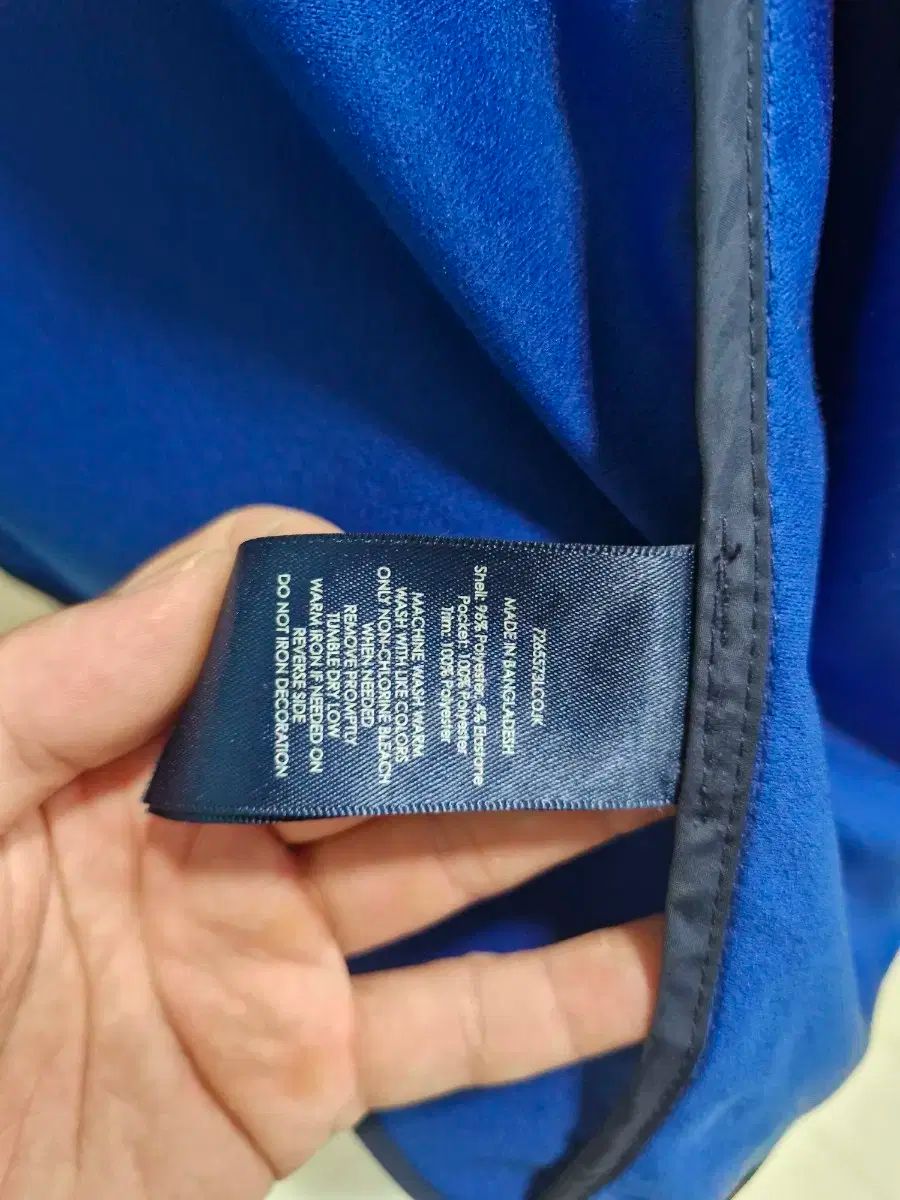 MADE IN BANGLADESH
Shell: 96% Polyester, 4% Elastane
Pocket: 100% Polyester
Trim: 100% Polyester
MACHINE WASH WARM
WASH WITH LIKE COLORS
ONLY NON-CHLORINE BLEACH
WHEN NEEDED
REMOVE PROMPTLY
TUMBLE DRY LOW
WARM IRON IF NEEDED ON
REVERSE SIDE
DO NOT IRON DECORATION